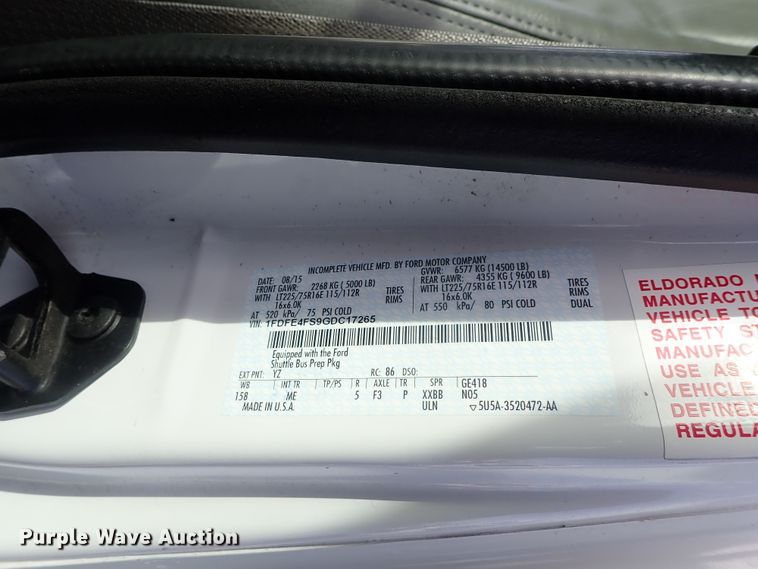 INCOMPLETE VEHICLE MFD. BY FORD MOTOR COMPANY
DATE: 08/15 GVWR: 6577 KG (14500 LB)
FRONT GAWR: 2268 KG (5000 LB) REAR GAWR: 4355 KG (9600 LB)
WITH LT225/75R16E 115/112R TIRES WITH LT225/75R16E 115/112R TIRES
16x6.0K RIMS 16x6.0K RIMS
AT 520 kPa/ 75 PSI COLD AT 550 kPa/ 80 PSI COLD DUAL
VIN: 1FDFE4FS9GDC17265
Equipped with the Ford
Shuttle Bus Prep Pkg
EXT PNT: YZ RC: 86 DSO:
WB INT TR TP/PS R AXLE TR SPR GE418
158 ME 5 F3 P XXBB N05
MADE IN U.S.A. ULN ▽5U5A-3520472-AA
ELDORADO
MANUFACTU
VEHICLE TO
SAFETY ST
MANUFAC
USE AS
DEFINED
REGULA
Purple Wave Auction